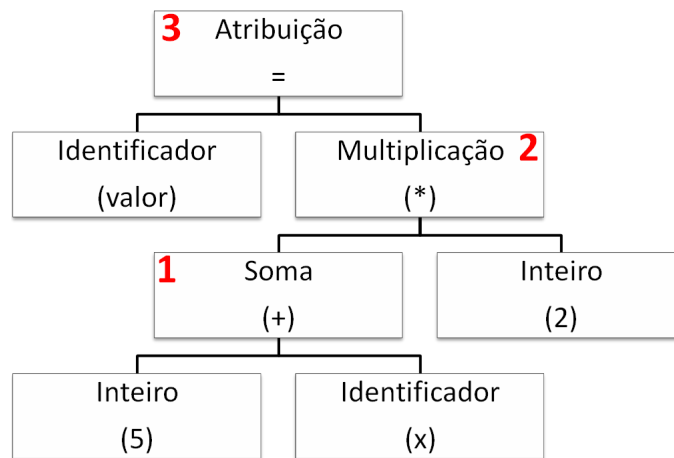 3 Atribuição
=
Identificador
(valor)
Multiplicação 2
(*)
1 Soma
(+)
Inteiro
(2)
Inteiro
(5)
Identificador
(x)